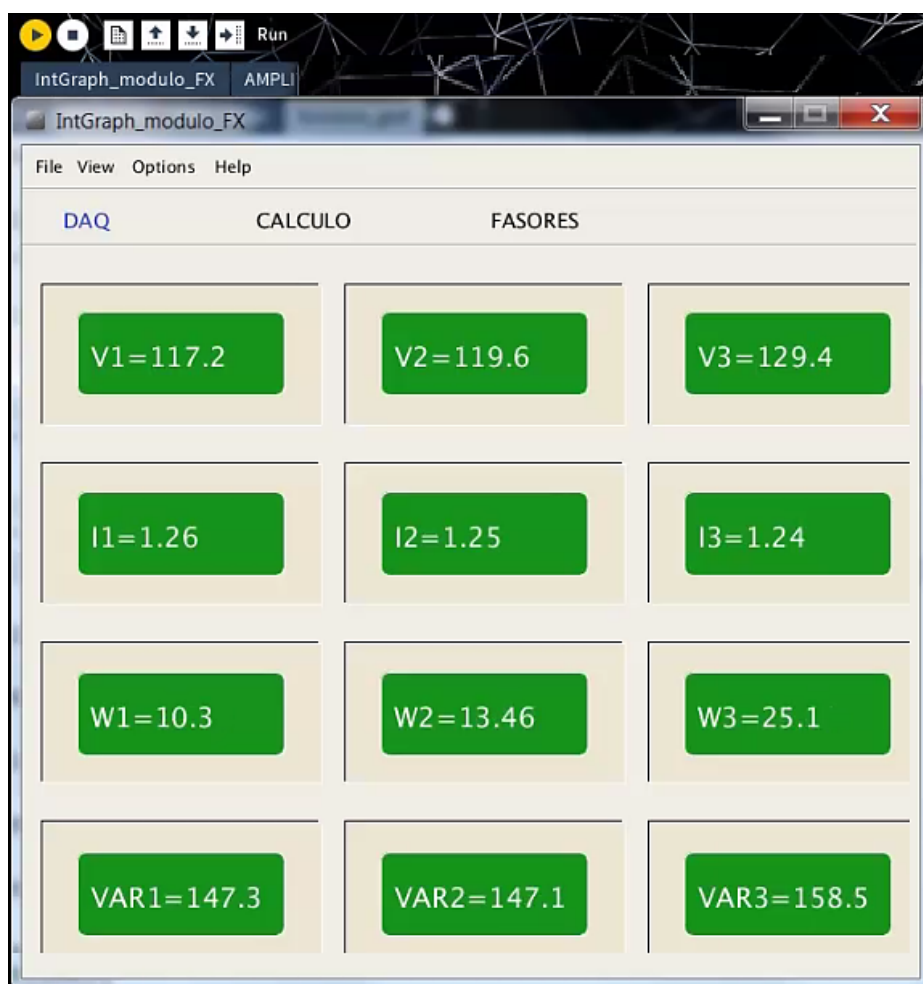 Run
IntGraph_modulo_FX AMPLI
IntGraph_modulo_FX
File View Options Help
DAQ CALCULO FASORES
V1=117.2 V2=119.6 V3=129.4
I1=1.26 I2=1.25 I3=1.24
W1=10.3 W2=13.46 W3=25.1
VAR1=147.3 VAR2=147.1 VAR3=158.5